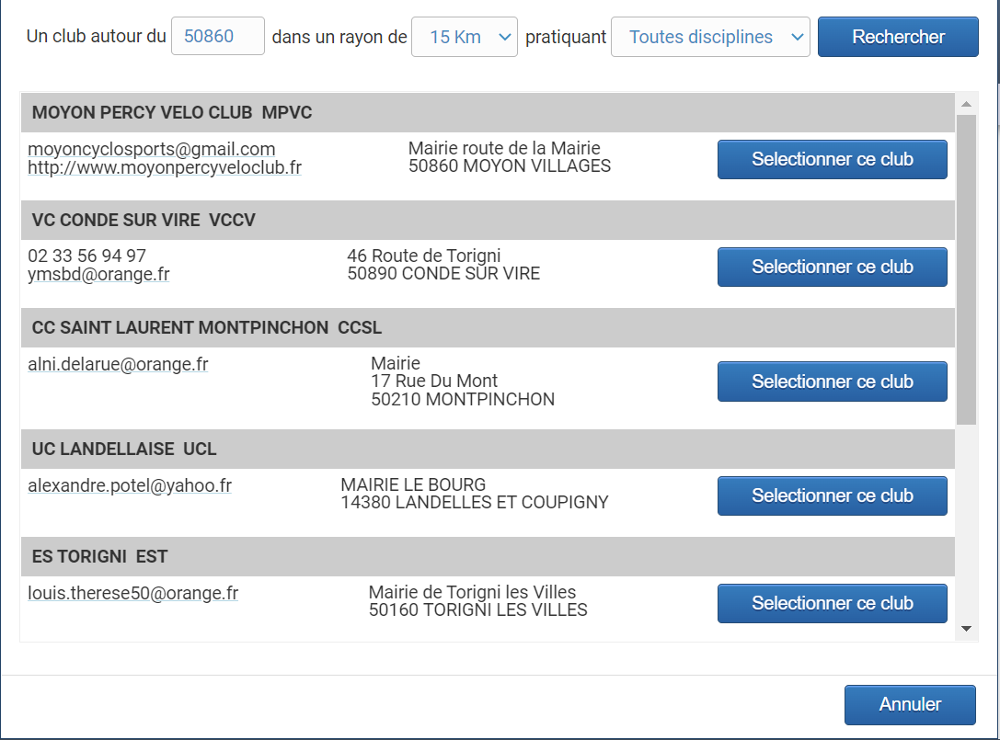 Un club autour du 50860 dans un rayon de 15 Km pratiquant Toutes disciplines Rechercher
MOYON PERCY VELO CLUB MPVC
moyoncyclosports@gmail.com
http://www.moyonpercyveloclub.fr
Mairie route de la Mairie
50860 MOYON VILLAGES
Selectionner ce club
VC CONDE SUR VIRE VCCV
02 33 56 94 97
ymsbd@orange.fr
46 Route de Torigni
50890 CONDE SUR VIRE
Selectionner ce club
CC SAINT LAURENT MONTPINCHON CCSL
alni.delarue@orange.fr
Mairie
17 Rue Du Mont
50210 MONTPINCHON
Selectionner ce club
UC LANDELLAISE UCL
alexandre.potel@yahoo.fr
MAIRIE LE BOURG
14380 LANDELLES ET COUPIGNY
Selectionner ce club
ES TORIGNI EST
louis.therese50@orange.fr
Mairie de Torigni les Villes
50160 TORIGNI LES VILLES
Selectionner ce club
Annuler